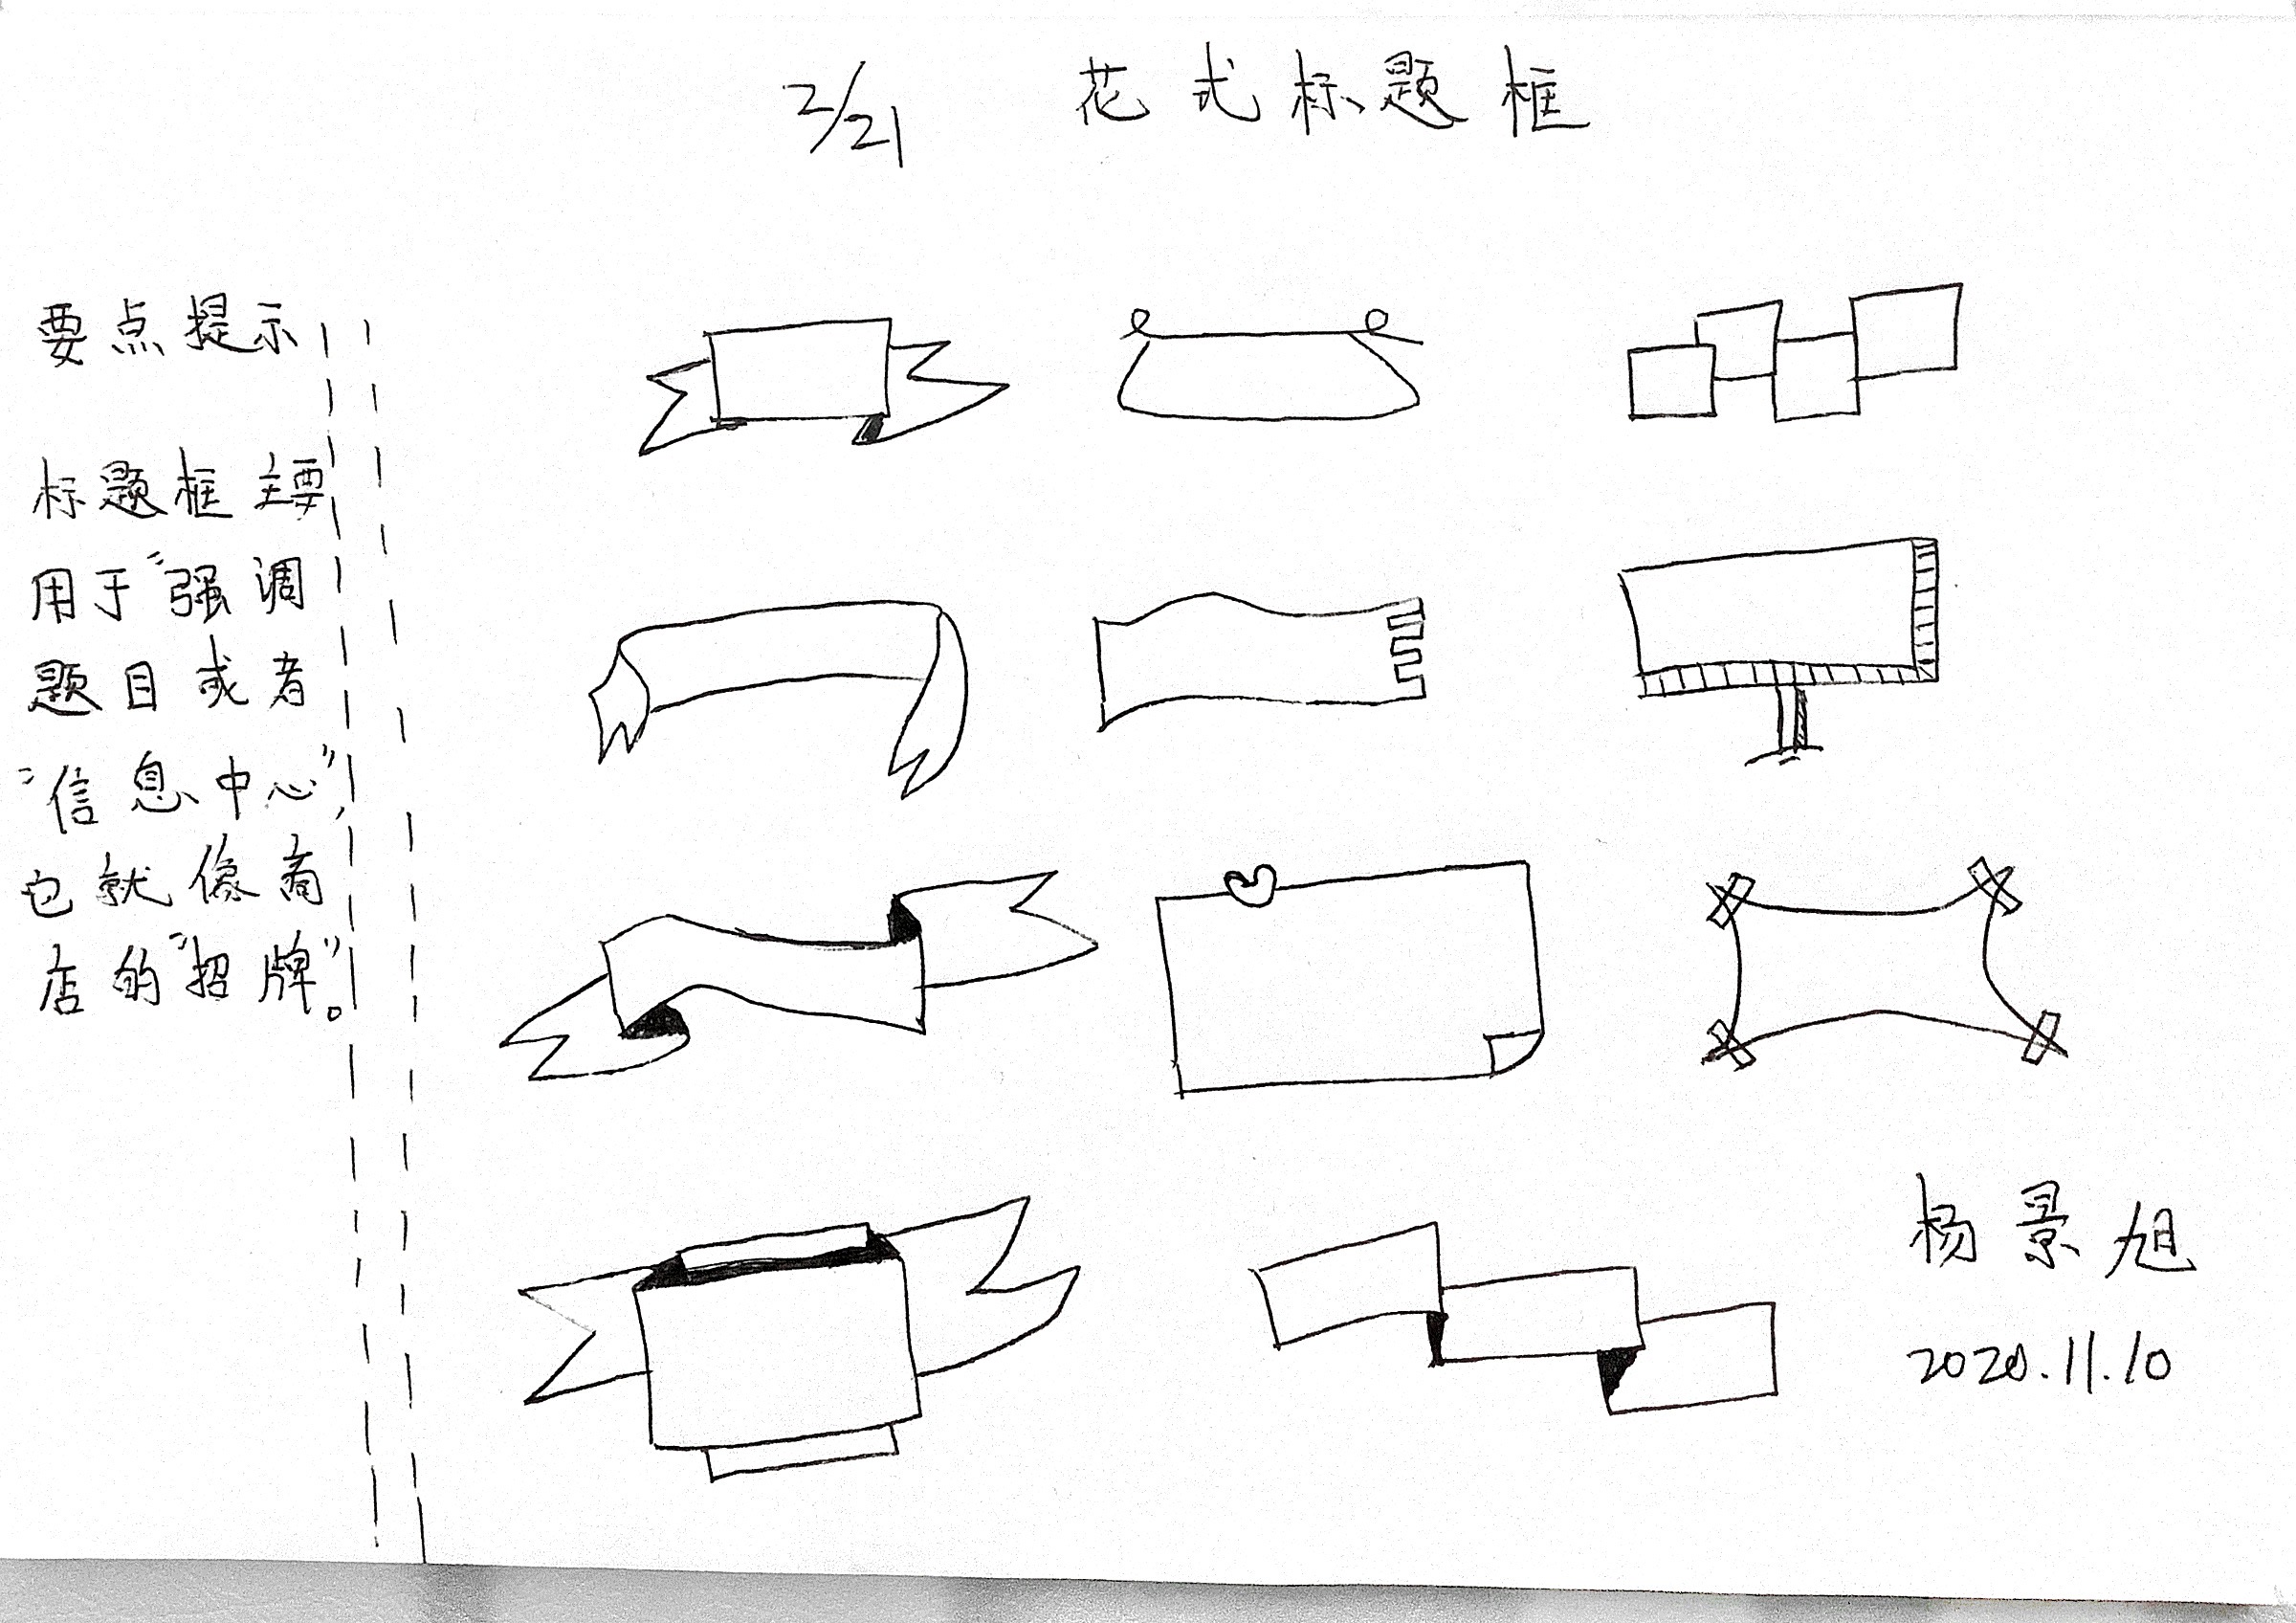 2/21 花式标题框
要点提示
标题框主要
用于“强调
题目或者
“信息中心”,
也就像商
店的“招牌”。
杨景旭
2020.11.10